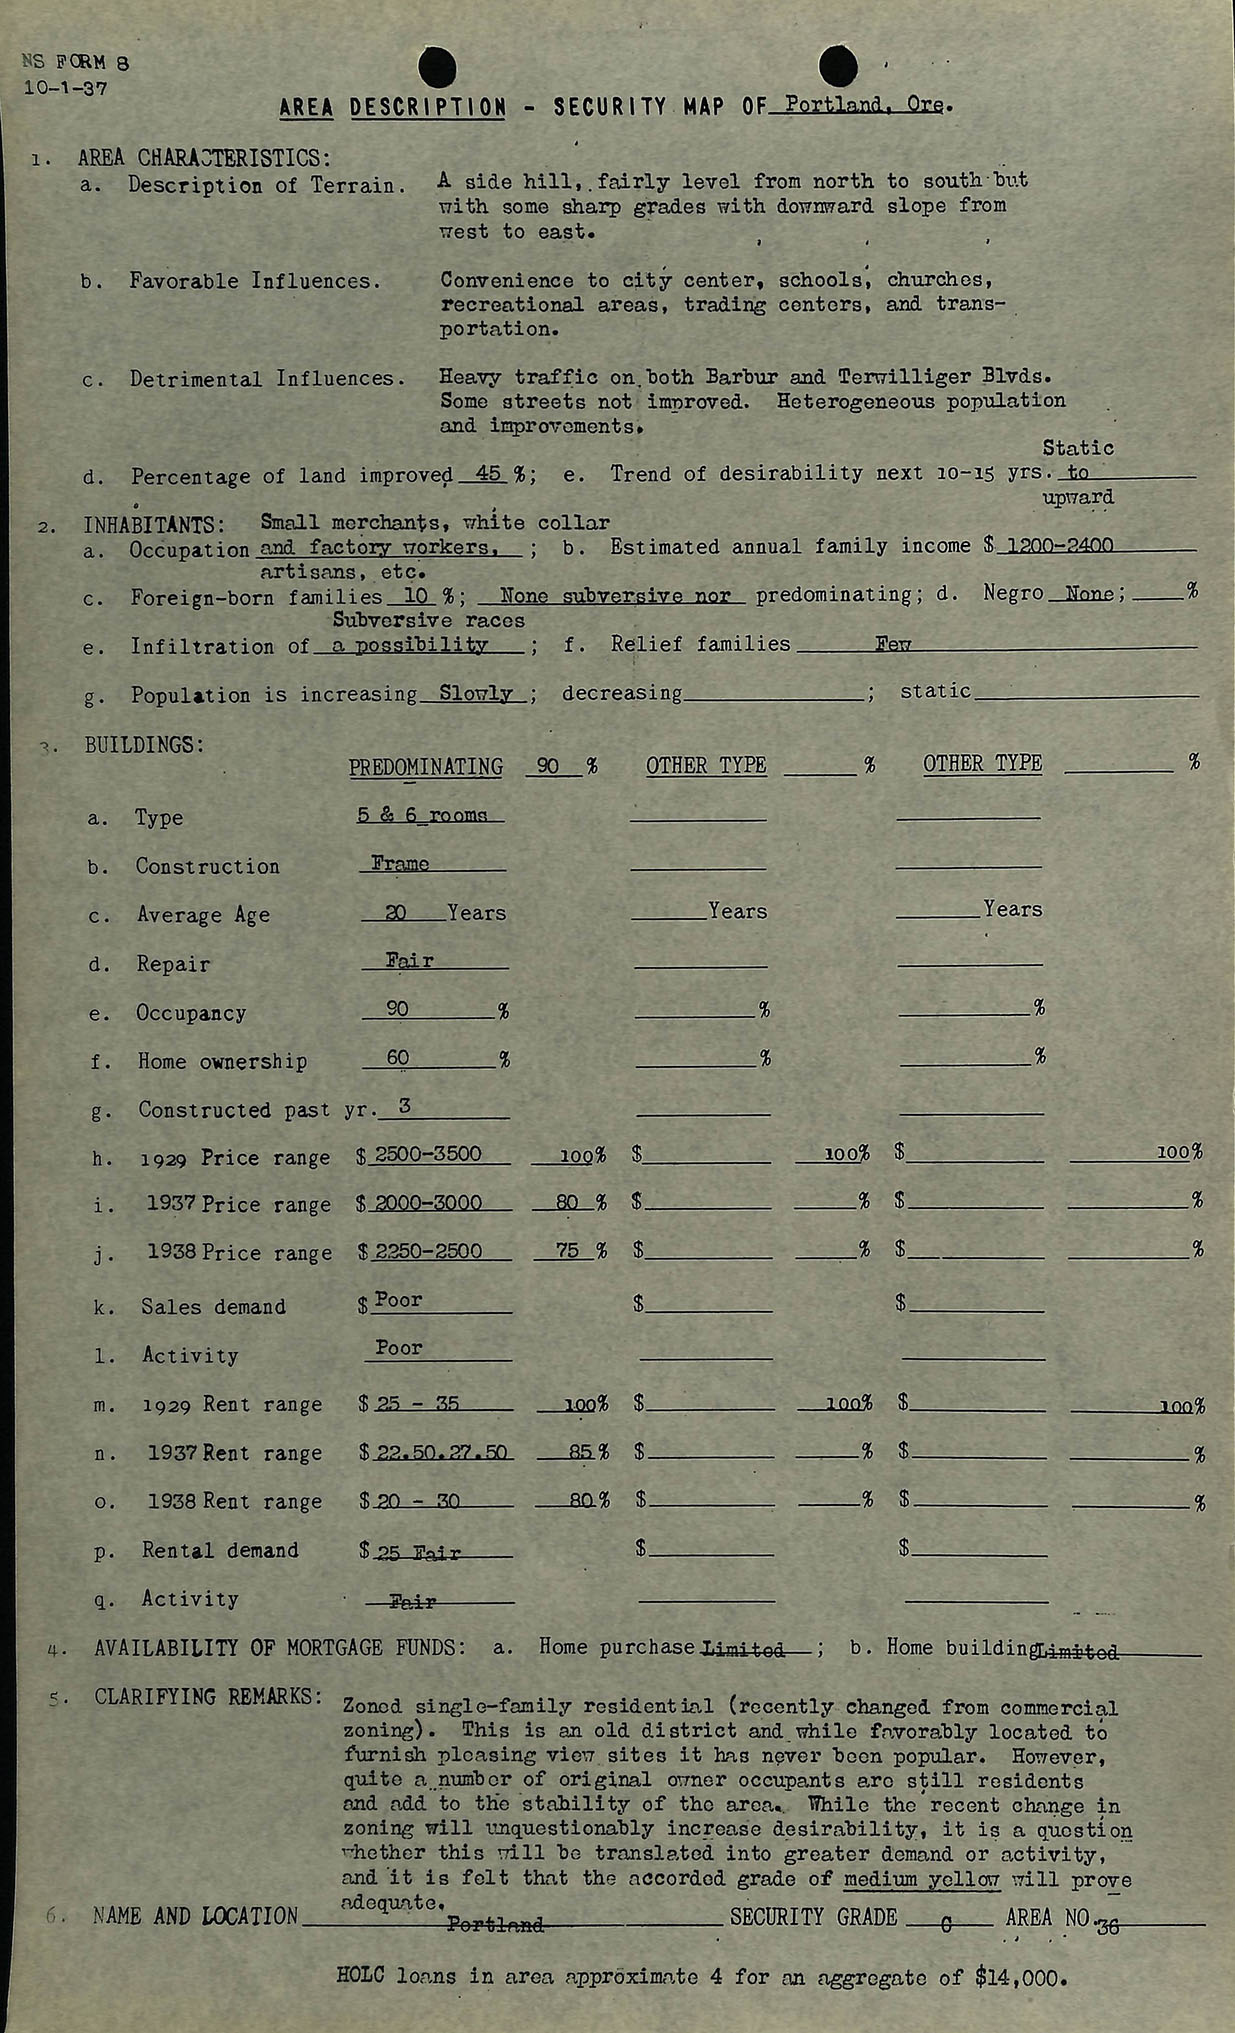 NS FORM 8
10-1-37
AREA DESCRIPTION - SECURITY MAP OF Portland, Ore.
1. AREA CHARACTERISTICS:
a. Description of Terrain. A side hill, fairly level from north to south but
with some sharp grades with downward slope from
west to east.
b. Favorable Influences. Convenience to city center, schools, churches,
recreational areas, trading centers, and trans-
portation.
c. Detrimental Influences. Heavy traffic on both Barbur and Terwilliger Blvds.
Some streets not improved. Heterogeneous population
and improvements.
Static
d. Percentage of land improved 45 %; e. Trend of desirability next 10-15 yrs. to
upward
2. INHABITANTS: Small merchants, white collar
a. Occupation and factory workers, ; b. Estimated annual family income $ 1200-2400
artisans, etc.
c. Foreign-born families 10 %; None subversive nor predominating; d. Negro None; %
Subversive races
e. Infiltration of a possibility ; f. Relief families Few
g. Population is increasing Slowly ; decreasing ; static
3. BUILDINGS:
PREDOMINATING 90 % OTHER TYPE % OTHER TYPE %
a. Type 5 & 6 rooms
b. Construction Frame
c. Average Age 20 Years Years Years
d. Repair Fair
e. Occupancy 90 % % %
f. Home ownership 60 % % %
g. Constructed past yr. 3
h. 1929 Price range $ 2500-3500 100% $ 100% $ 100%
i. 1937 Price range $ 2000-3000 80 % $ % $ %
j. 1938 Price range $ 2250-2500 75 % $ % $ %
k. Sales demand $ Poor $ $
l. Activity Poor
m. 1929 Rent range $ 25 - 35 100% $ 100% $ 100%
n. 1937 Rent range $ 22.50.27.50 85 % $ % $ %
o. 1938 Rent range $ 20 - 30 80 % $ % $ %
p. Rental demand $ 25 Fair $ $
q. Activity Fair
4. AVAILABILITY OF MORTGAGE FUNDS: a. Home purchase Limited ; b. Home building Limited
5. CLARIFYING REMARKS: Zoned single-family residential (recently changed from commercial
zoning). This is an old district and while favorably located to
furnish pleasing view sites it has never been popular. However,
quite a number of original owner occupants are still residents
and add to the stability of the area. While the recent change in
zoning will unquestionably increase desirability, it is a question
whether this will be translated into greater demand or activity,
and it is felt that the accorded grade of medium yellow will prove
adequate.
6. NAME AND LOCATION Portland SECURITY GRADE C AREA NO. 36
HOLC loans in area approximate 4 for an aggregate of $14,000.